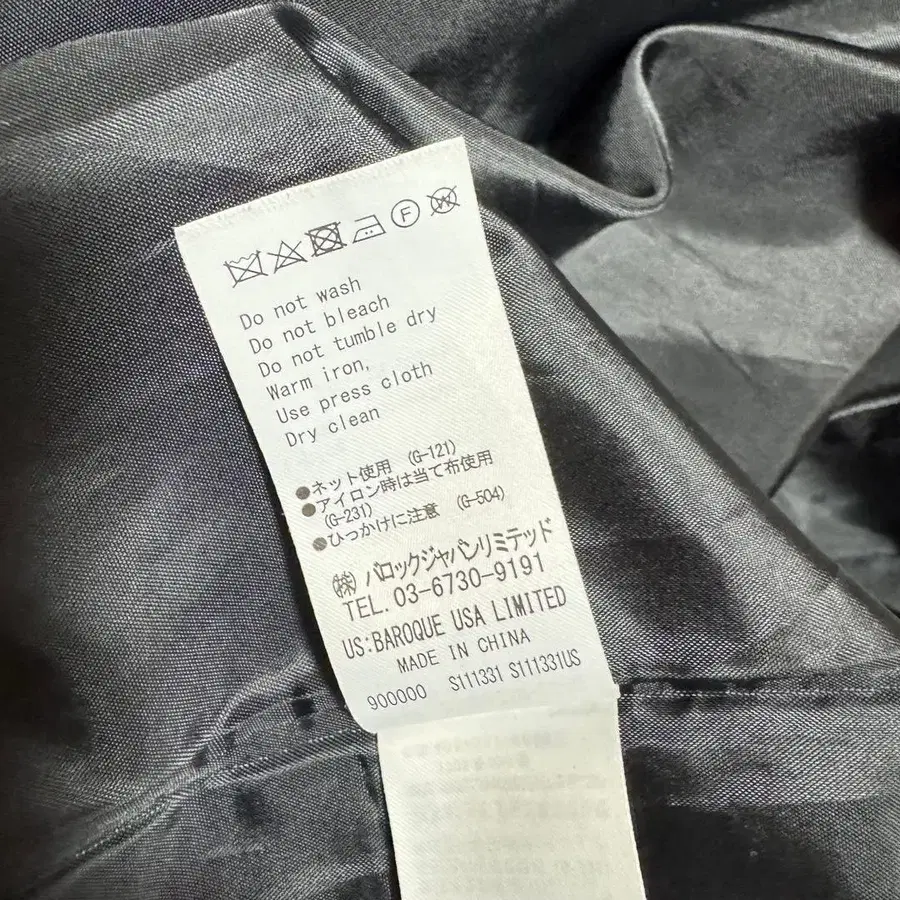 F W
Do not wash
Do not bleach
Do not tumble dry
Warm iron,
Use press cloth
Dry clean
●ネット使用 (G-121)
●アイロン時は当て布使用
(G-231)
●ひっかけに注意 (G-504)
㈱バロックジャパンリミテッド
TEL. 03-6730-9191
US:BAROQUE USA LIMITED
MADE IN CHINA
900000 S111331 S111331US